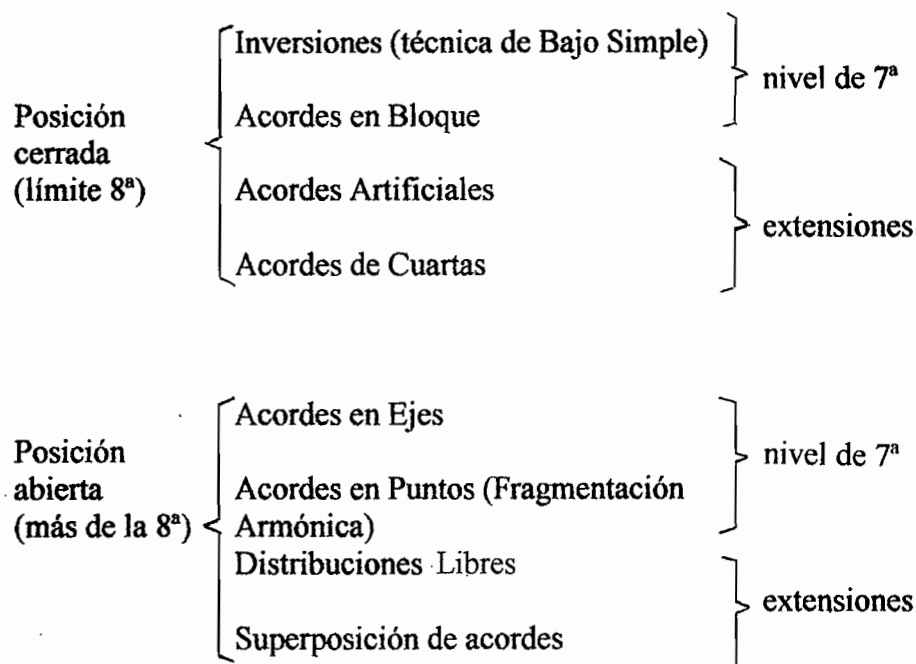 Inversiones (técnica de Bajo Simple)
nivel de 7ª
Posición
cerrada
(límite 8ª)
Acordes en Bloque
Acordes Artificiales
extensiones
Acordes de Cuartas
Acordes en Ejes
Posición
abierta
(más de la 8ª)
nivel de 7ª
Acordes en Puntos (Fragmentación
Armónica)
Distribuciones Libres
extensiones
Superposición de acordes